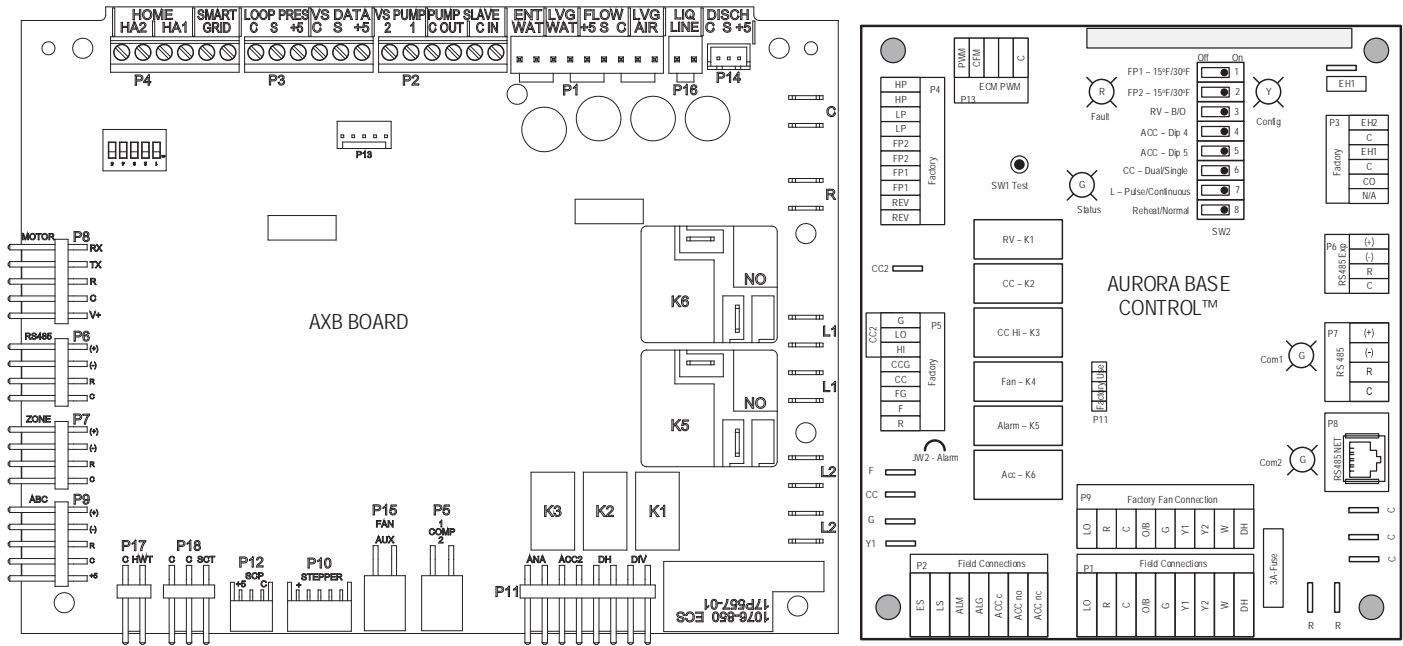 HOME SMART LOOP PRES VS DATA VS PUMP PUMP SLAVE ENT LVG FLOW LVG LIQ DISCH
HA2 HA1 GRID C S +5 C S +5 2 1 C OUT C IN WAT WAT +5 S C AIR LINE C S +5
P4 P3 P2 P1 P16 P14
P13
C
R
MOTOR P8
RX
TX
R
C
V+
RS485 P6
(+)
(-)
R
C
ZONE P7
(+)
(-)
R
C
ABC P9
(+)
(-)
R
C
+5
AXB BOARD
K6 NO
K5 NO
L1
L1
L2
L2
K3 K2 K1
P17
C HWT
P18
C C SCT
P12
SCP
+5 C
P10
STEPPER
+
P15
FAN
AUX
P5
1
COMP
2
ANA ACC2 DH DIV
P11
1076-850 ECS
17P557-01
PWM
CFM
C
ECM PWM
P13
HP
HP
LP
LP
FP2
FP2
FP1
FP1
REV
REV
P4
Factory
R
Fault
Off On
FP1 – 15ºF/30ºF 1
FP2 – 15ºF/30ºF 2
RV – B/O 3
ACC – Dip 4 4
ACC – Dip 5 5
CC – Dual/Single 6
L – Pulse/Continuous 7
Reheat/Normal 8
SW2
Y
Config
SW1 Test
G
Status
EH1
P3
Factory
EH2
C
EH1
C
CO
N/A
P6
RS485 Exp
(+)
(-)
R
C
P7
RS 485
(+)
(-)
R
C
Com1
G
P8
RS485 NET
Com2
G
AURORA BASE
CONTROL™
RV – K1
CC – K2
CC Hi – K3
Fan – K4
Alarm – K5
Acc – K6
CC2
CC2
G
LO
HI
CCG
CC
FG
F
R
P5
Factory
JW2 - Alarm
Factory Use
P11
F
CC
G
Y1
P2 Field Connections
ES
LS
ALM
ALG
ACC c
ACC no
ACC nc
P9 Factory Fan Connection
LO
R
C
O/B
G
Y1
Y2
W
DH
P1 Field Connections
LO
R
C
O/B
G
Y1
Y2
W
DH
3A-Fuse
C
C
C
R R